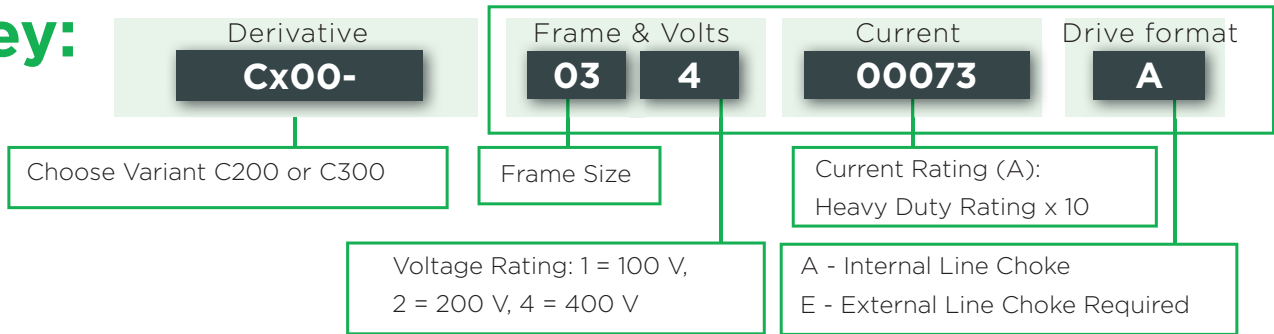 ey:
Derivative
Frame & Volts
Current
Drive format
Cx00-
03
4
00073
A
Choose Variant C200 or C300
Frame Size
Current Rating (A):
Heavy Duty Rating x 10
Voltage Rating: 1 = 100 V,
2 = 200 V, 4 = 400 V
A - Internal Line Choke
E - External Line Choke Required